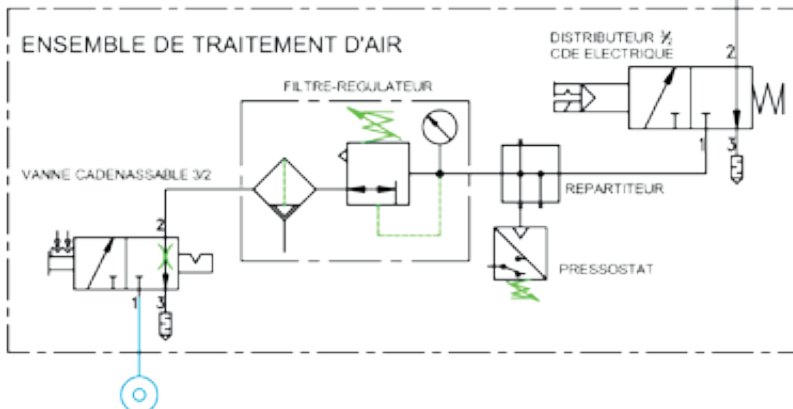 ENSEMBLE DE TRAITEMENT D'AIR
DISTRIBUTEUR ½
CDE ELECTRIQUE
2
FILTRE-REGULATEUR
1
3
VANNE CADENASSABLE 3/2
REPARTITEUR
2
PRESSOSTAT
1
3